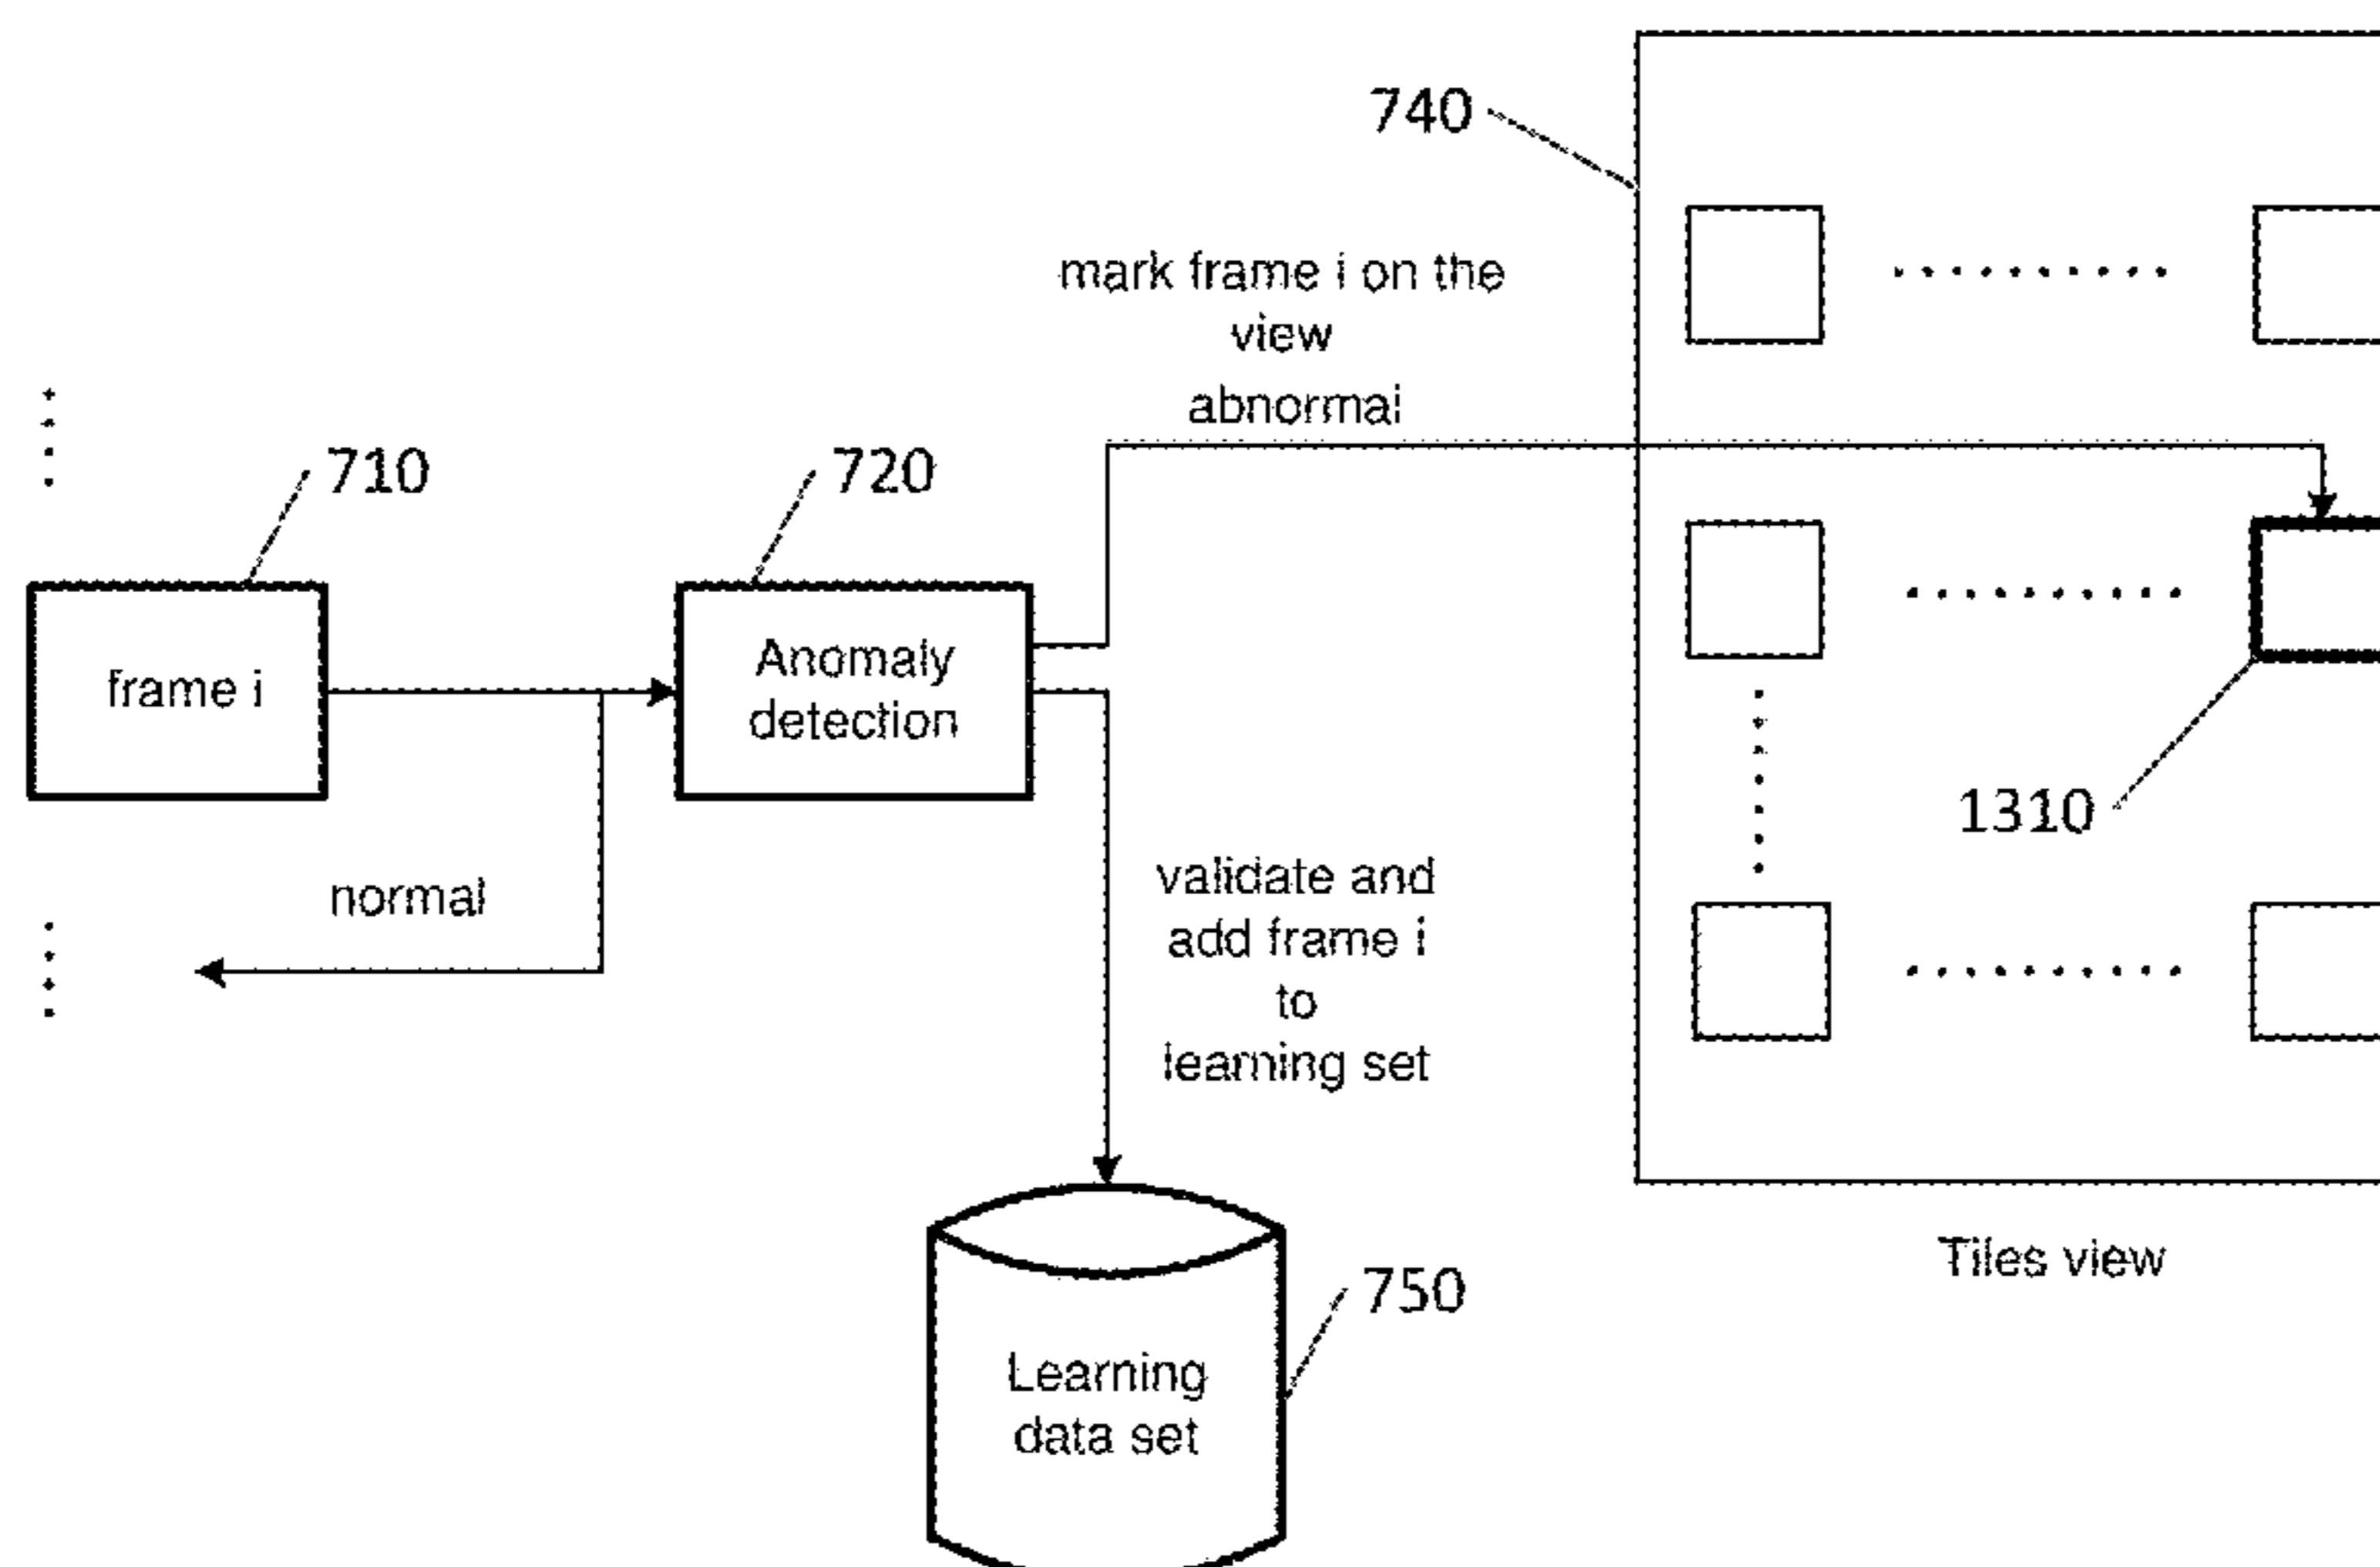 740
mark frame i on the
view
abnormal
710
720
frame i
Anomaly
detection
1310
normal
validate and
add frame i
to
learning set
Tiles view
750
Learning
data set